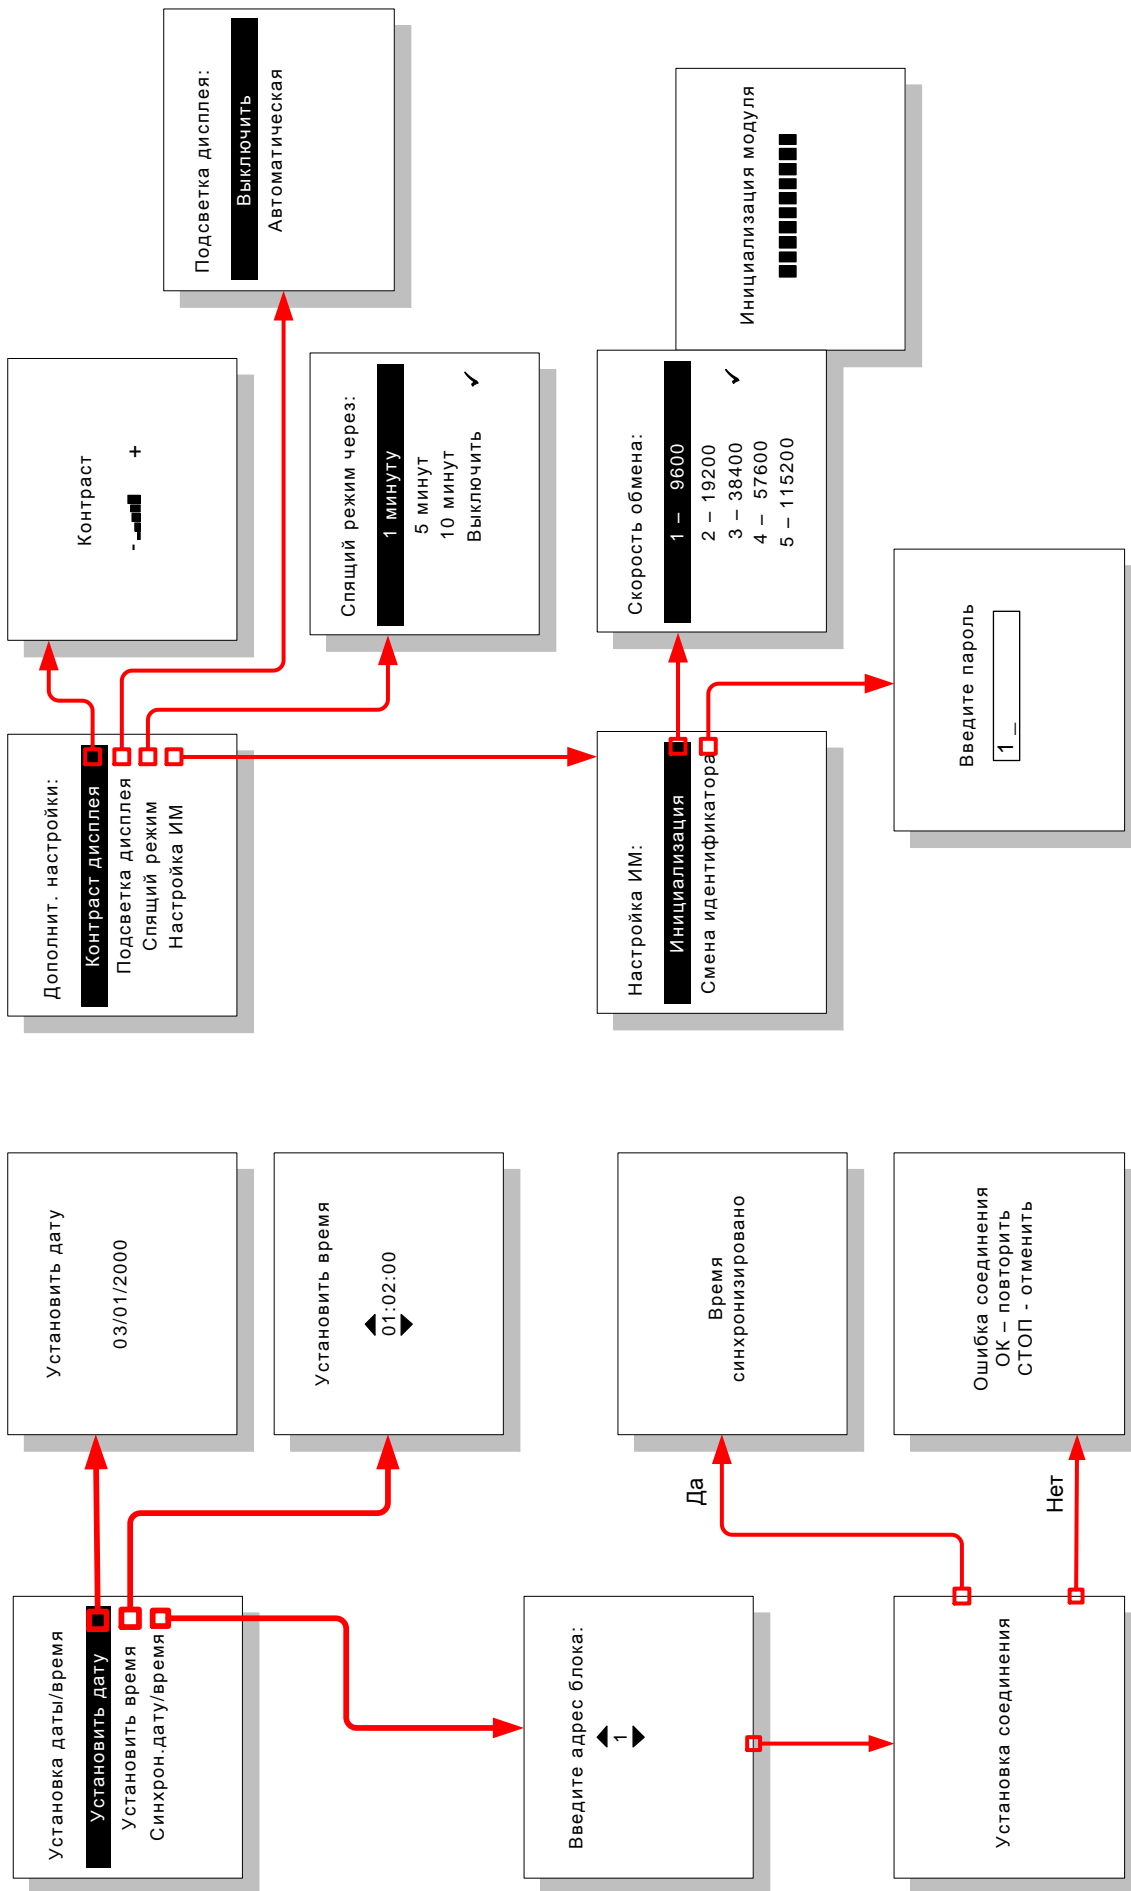 Установка даты/время
Установить дату
Установить время
Синхрон.дату/время
Установить дату
03/01/2000
Установить время
01:02:00
Введите адрес блока:
1
Установка соединения
Да
Время
синхронизировано
Нет
Ошибка соединения
ОК – повторить
СТОП - отменить
Дополнит. настройки:
Контраст дисплея
Подсветка дисплея
Спящий режим
Настройка ИМ
Контраст
- +
Подсветка дисплея:
Выключить
Автоматическая
Спящий режим через:
1 минуту
5 минут
10 минут
Выключить ✓
Настройка ИМ:
Инициализация
Смена идентификатора
Скорость обмена:
1 – 9600
2 – 19200
3 – 38400 ✓
4 – 57600
5 – 115200
Инициализация модуля
Введите пароль
1 _